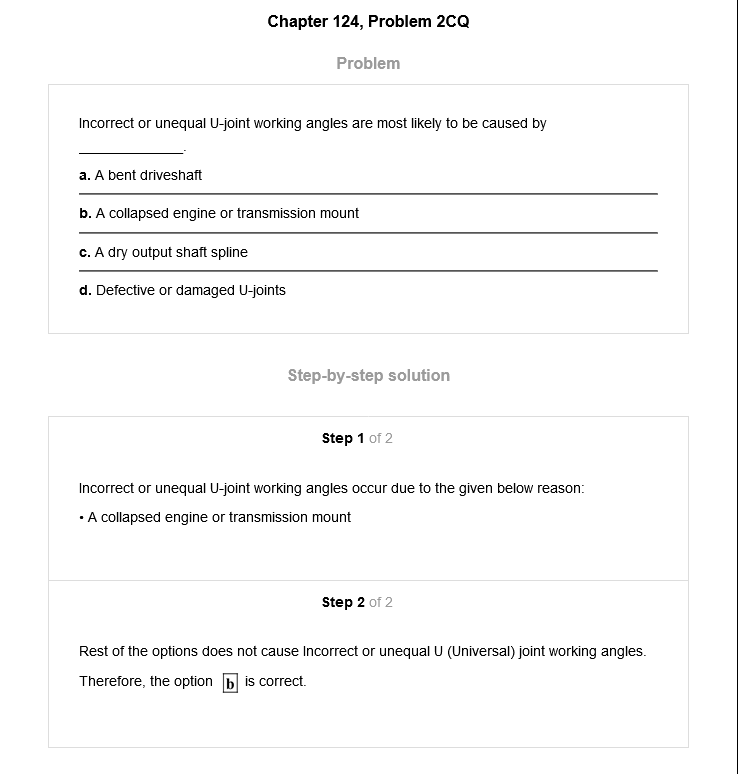 Chapter 124, Problem 2CQ
Problem
Incorrect or unequal U-joint working angles are most likely to be caused by
_____________.
a. A bent driveshaft
b. A collapsed engine or transmission mount
c. A dry output shaft spline
d. Defective or damaged U-joints
Step-by-step solution
Step 1 of 2
Incorrect or unequal U-joint working angles occur due to the given below reason:
• A collapsed engine or transmission mount
Step 2 of 2
Rest of the options does not cause Incorrect or unequal U (Universal) joint working angles.
Therefore, the option b is correct.